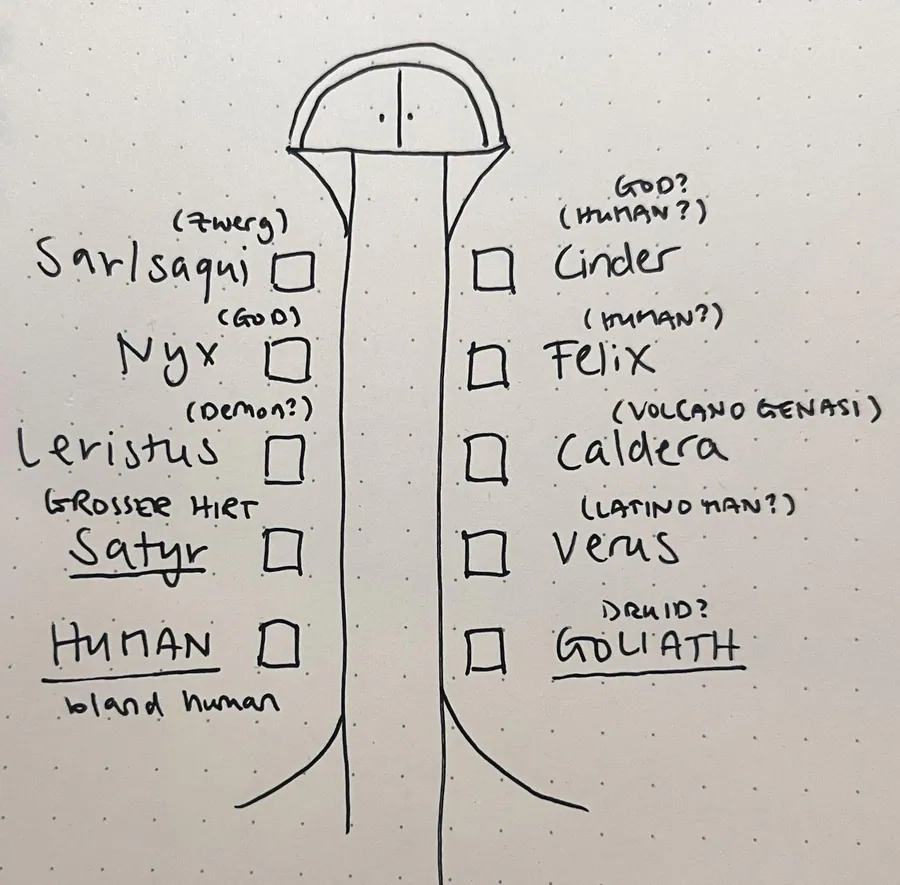 (Zwerg)
Sarlsaqui
(GOD)
Nyx
(Demon?)
Leristus
GROSSER HIRT
Satyr
HUMAN
bland human
GOD?
(HUMAN?)
Cinder
(HUMAN?)
Felix
(VOLCANO GENASI)
Caldera
(LATINO MAN?)
Verus
DRUID?
GOLIATH